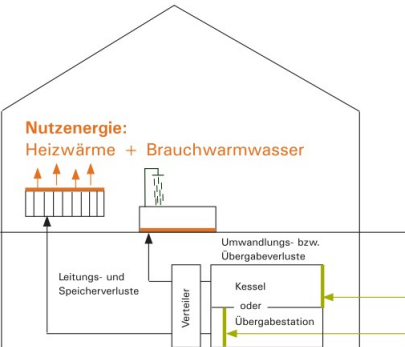 Nutzenergie:
Heizwärme + Brauchwarmwasser
Umwandlungs- bzw.
Übergabeverluste
Leitungs- und
Speicherverluste
Verteiler
Kessel
oder
Übergabestation